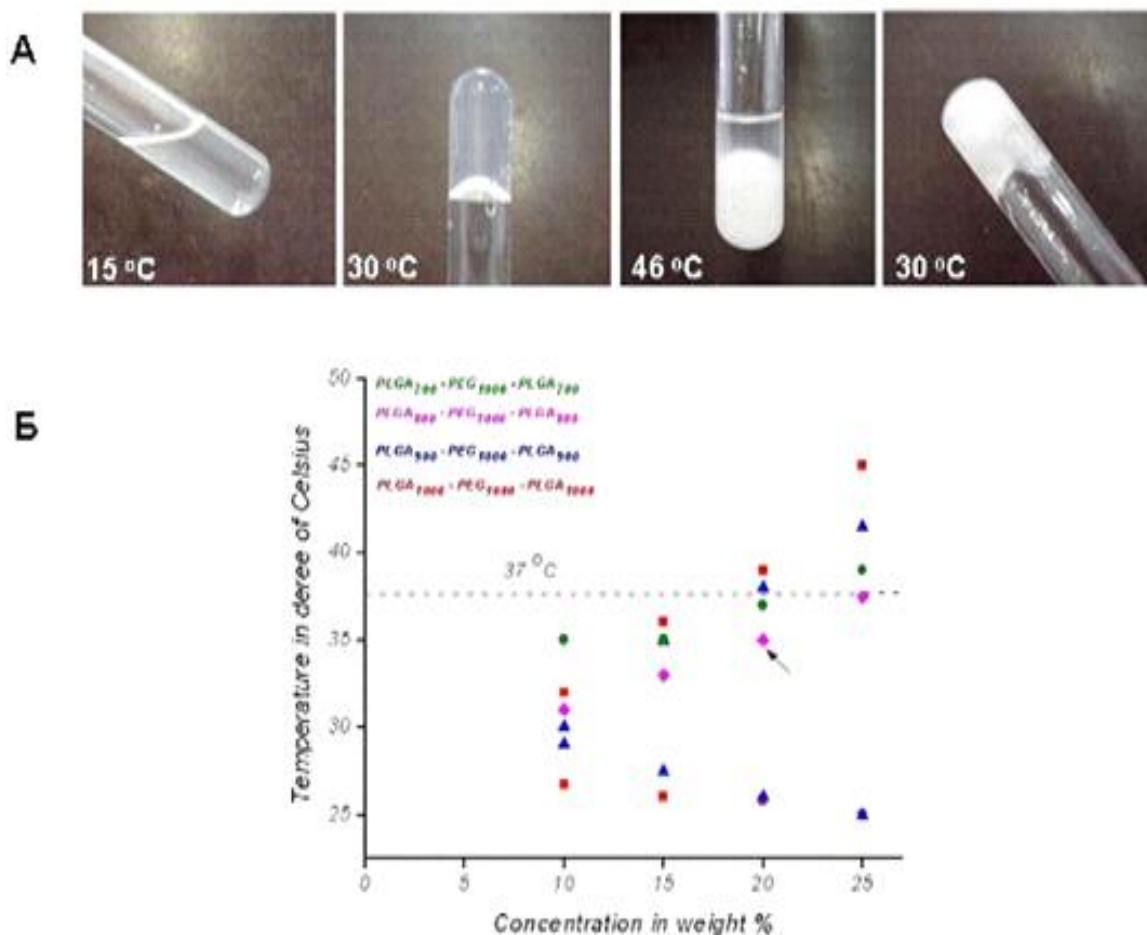 А
15 °C
30 °C
46 °C
30 °C
Б
PLGA700-PEG1000-PLGA700
PLGA800-PEG1000-PLGA800
PLGA900-PEG1000-PLGA900
PLGA1000-PEG1000-PLGA1000
Temperature in deree of Celsius
50
45
40
35
30
25
37 °C
0
5
10
15
20
25
Concentration in weight %